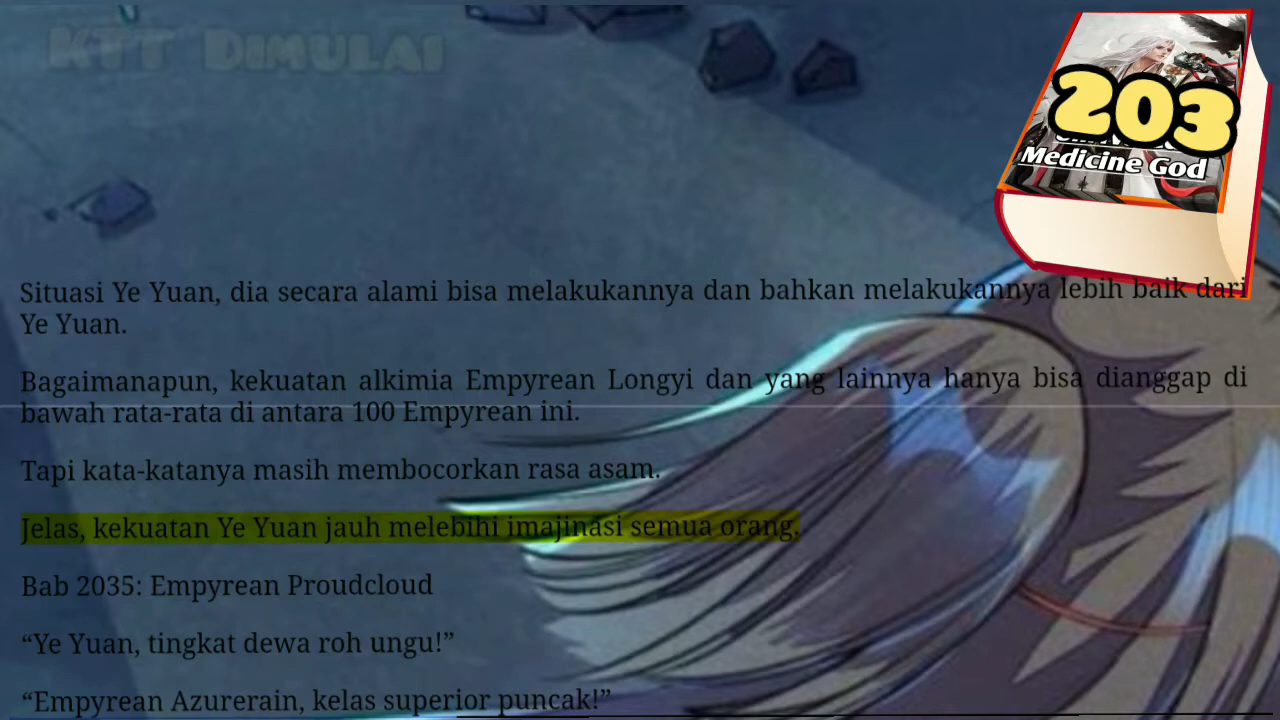 KTT Dimulai
203
Medicine God
Situasi Ye Yuan, dia secara alami bisa melakukannya dan bahkan melakukannya lebih baik dari
Ye Yuan.
Bagaimanapun, kekuatan alkimia Empyrean Longyi dan yang lainnya hanya bisa dianggap di
bawah rata-rata di antara 100 Empyrean ini.
Tapi kata-katanya masih membocorkan rasa asam.
Jelas, kekuatan Ye Yuan jauh melebihi imajinasi semua orang.
Bab 2035: Empyrean Proudcloud
“Ye Yuan, tingkat dewa roh ungu!”
“Empyrean Azurerain, kelas superior puncak!”